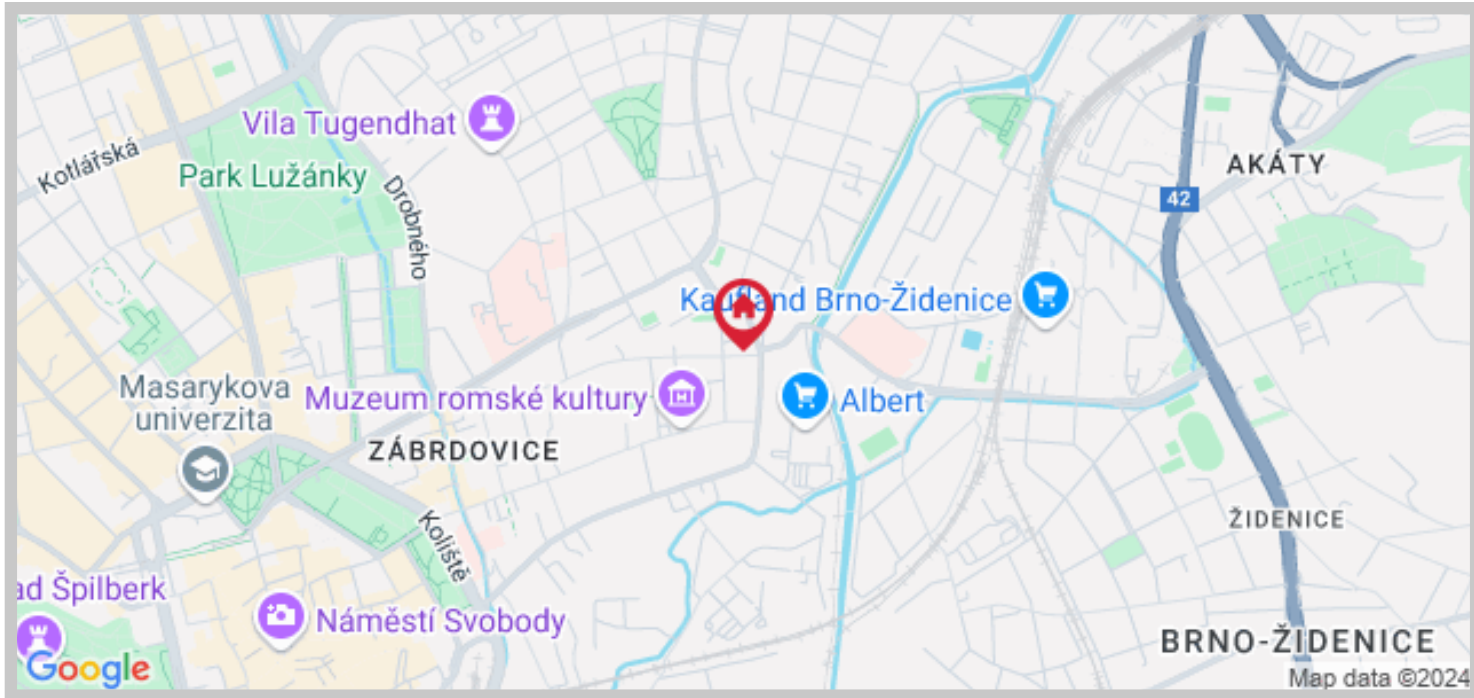 Vila Tugendhat
Kotlářská
Park Lužánky
Drobného
AKÁTY
42
Kaufland Brno-Židenice
Masarykova
univerzita
Muzeum romské kultury
Albert
ZÁBRDOVICE
Koliště
ŽIDENICE
ad Špilberk
Náměstí Svobody
BRNO-ŽIDENICE
Google
Map data ©2024